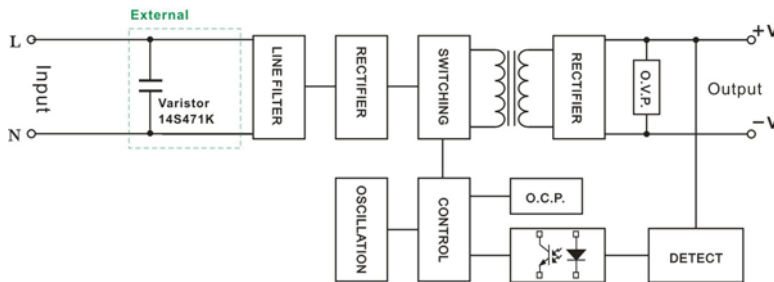 External
L
Input
N
Varistor
14S471K
LINE FILTER
RECTIFIER
SWITCHING
RECTIFIER
O.V.P.
+V
Output
−V
OSCILLATION
CONTROL
O.C.P.
DETECT